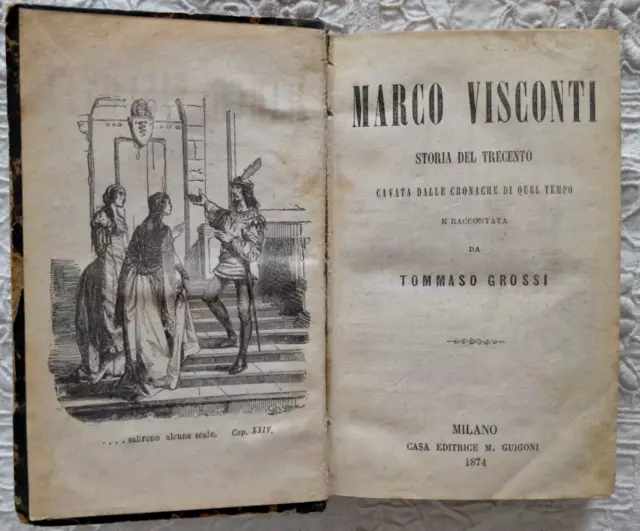 ....salirono alcune scale. Cap. XXIV.
MARCO VISCONTI
STORIA DEL TRECENTO
CAVATA DALLE CRONACHE DI QUEL TEMPO
E RACCONTATA
DA
TOMMASO GROSSI
MILANO
CASA EDITRICE M. GUIGONI
1874